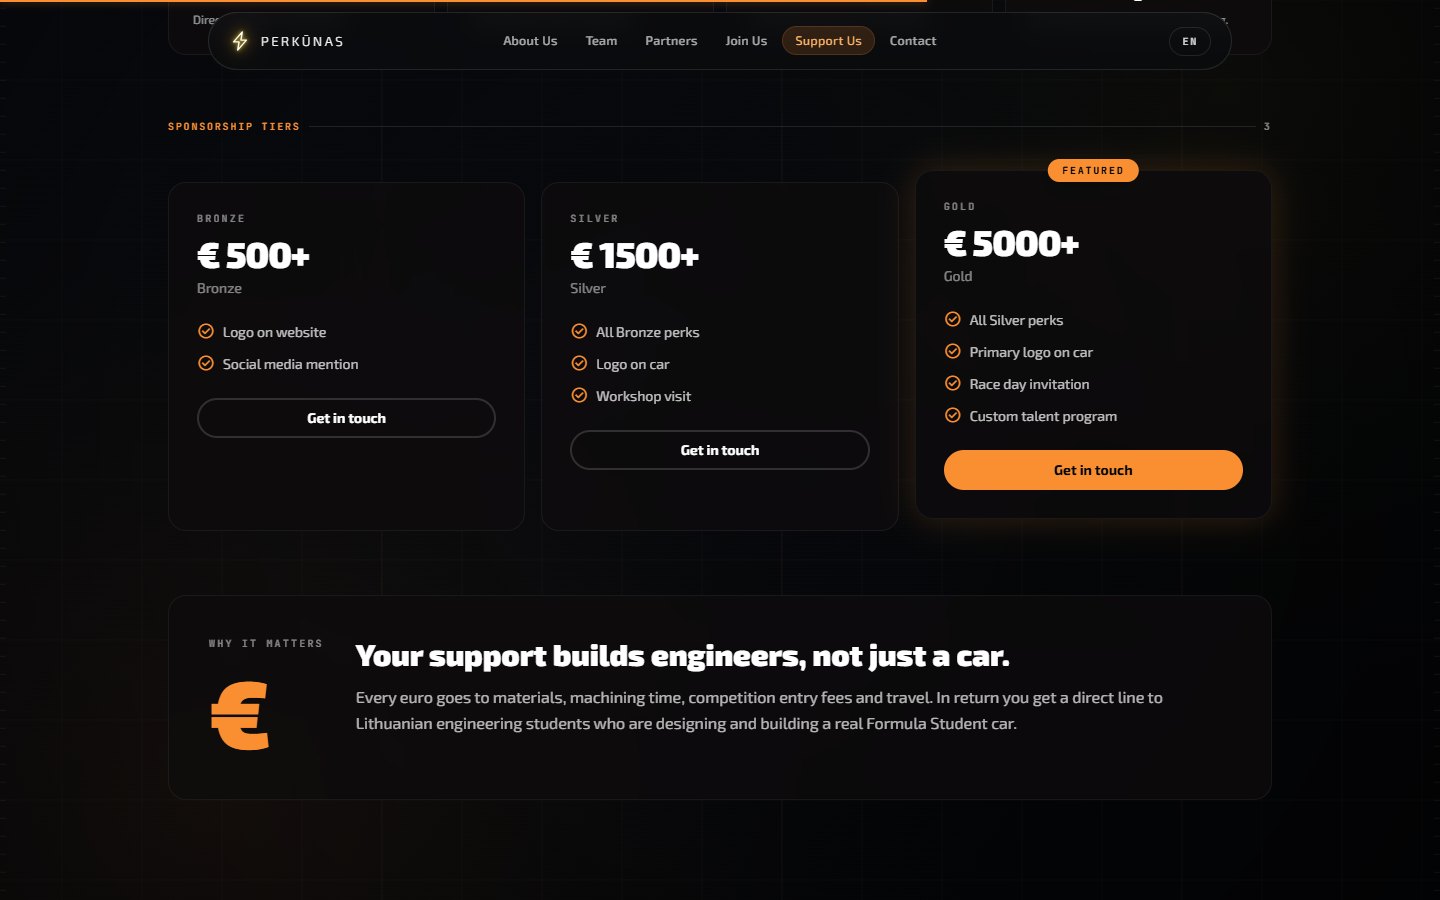 Dire
PERKŪNAS
About Us
Team
Partners
Join Us
Support Us
Contact
EN
SPONSORSHIP TIERS
3
BRONZE
€ 500+
Bronze
Logo on website
Social media mention
Get in touch
SILVER
€ 1500+
Silver
All Bronze perks
Logo on car
Workshop visit
Get in touch
FEATURED
GOLD
€ 5000+
Gold
All Silver perks
Primary logo on car
Race day invitation
Custom talent program
Get in touch
WHY IT MATTERS
€
Your support builds engineers, not just a car.
Every euro goes to materials, machining time, competition entry fees and travel. In return you get a direct line to
Lithuanian engineering students who are designing and building a real Formula Student car.